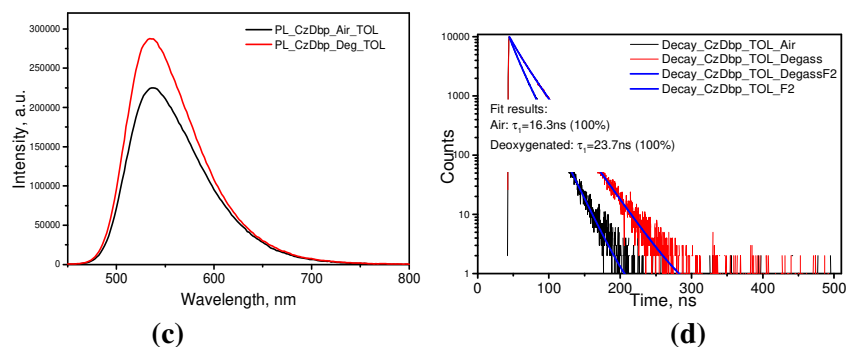 PL_CzDbp_Air_TOL
PL_CzDbp_Deg_TOL
300000
250000
200000
150000
100000
50000
0
Intensity, a.u.
500
600
700
800
Wavelength, nm
(c)
Decay_CzDbp_TOL_Air
Decay_CzDbp_TOL_Degass
Decay_CzDbp_TOL_DegassF2
Decay_CzDbp_TOL_F2
Fit results:
Air: τ₁=16.3ns (100%)
Deoxygenated: τ₁=23.7ns (100%)
10000
1000
100
10
1
Counts
0
100
200
300
400
500
Time, ns
(d)